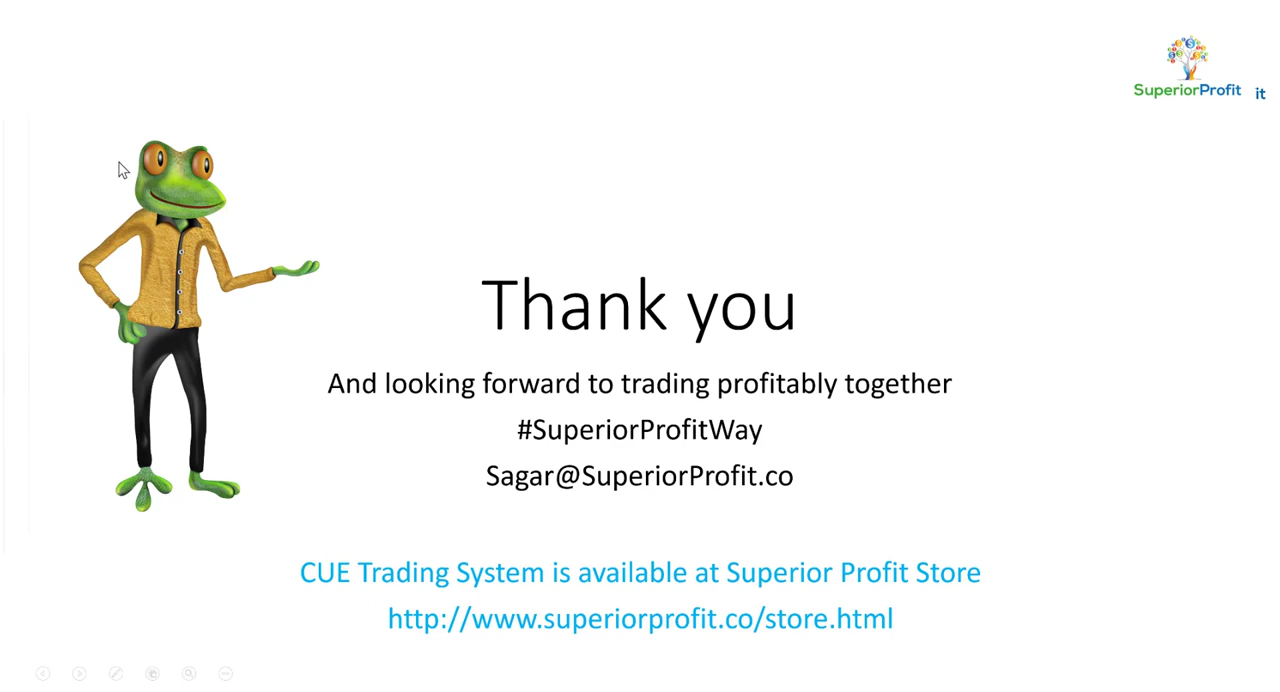 SuperiorProfit it
Thank you
And looking forward to trading profitably together
#SuperiorProfitWay
Sagar@SuperiorProfit.co
CUE Trading System is available at Superior Profit Store
http://www.superiorprofit.co/store.html